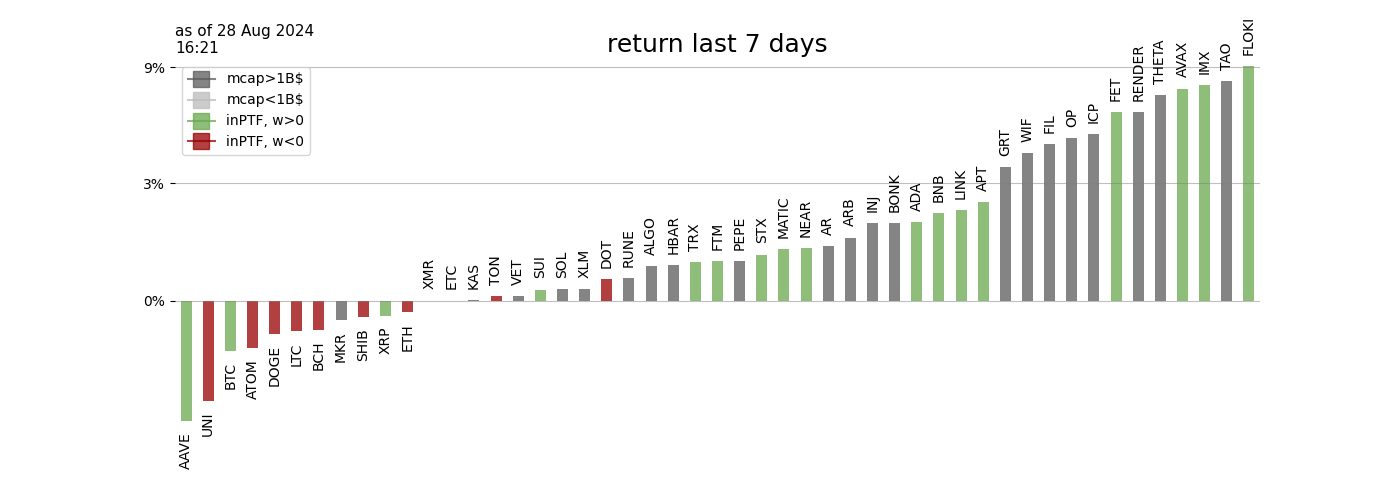 as of 28 Aug 2024
16:21
return last 7 days
9%
3%
0%
mcap>1B$
mcap<1B$
inPTF, w>0
inPTF, w<0
AAVE
UNI
BTC
ATOM
DOGE
LTC
BCH
MKR
SHIB
XRP
ETH
XMR
ETC
KAS
TON
VET
SUI
SOL
XLM
DOT
RUNE
ALGO
HBAR
TRX
FTM
PEPE
STX
MATIC
NEAR
AR
ARB
INJ
BONK
ADA
BNB
LINK
APT
GRT
WIF
FIL
OP
ICP
FET
RENDER
THETA
AVAX
IMX
TAO
FLOKI